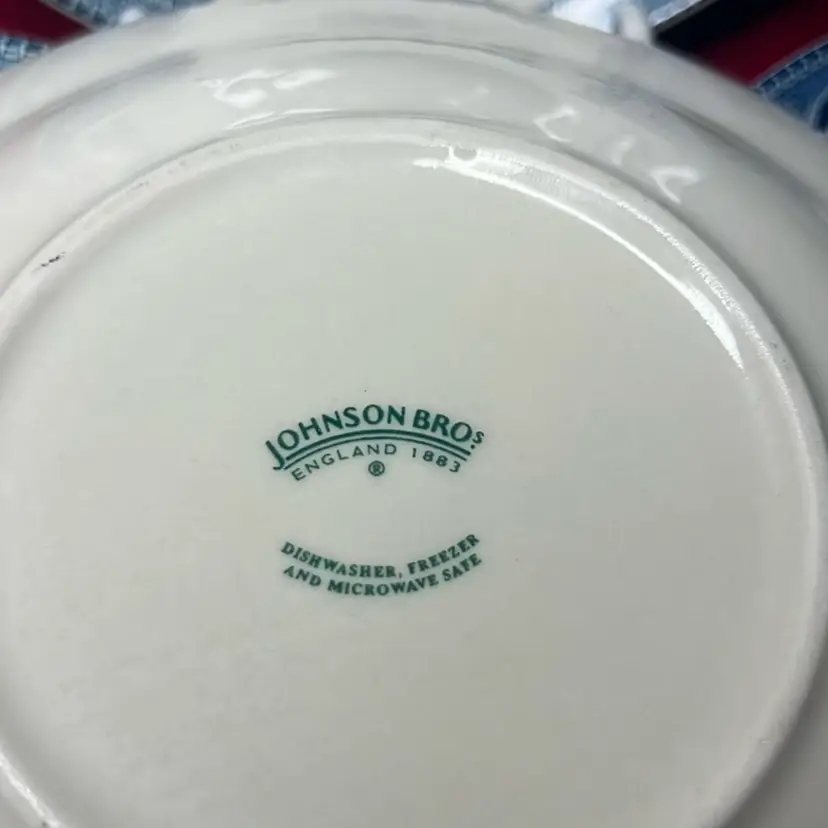 JOHNSON BROS
ENGLAND 1883
®
DISHWASHER, FREEZER
AND MICROWAVE SAFE